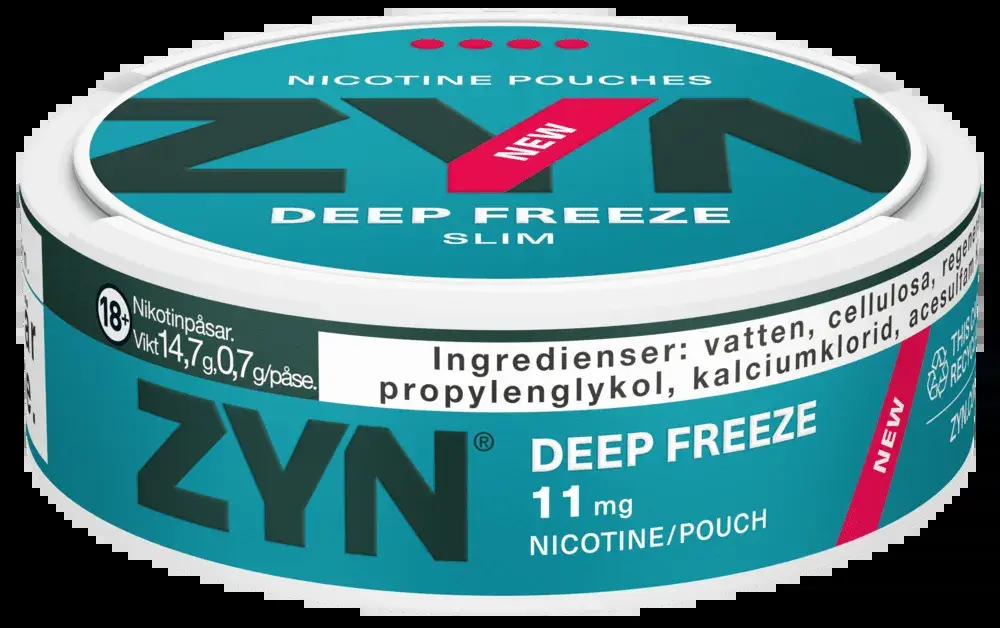 NICOTINE POUCHES
ZYN
NEW
DEEP FREEZE
SLIM
18+
Nikotinpåsar.
Vikt 14,7 g, 0,7 g/påse.
Ingredienser: vatten, cellulosa,
propylenglykol, kalciumklorid,
ZYN®
DEEP FREEZE
11 mg
NICOTINE/POUCH
NEW
THIS